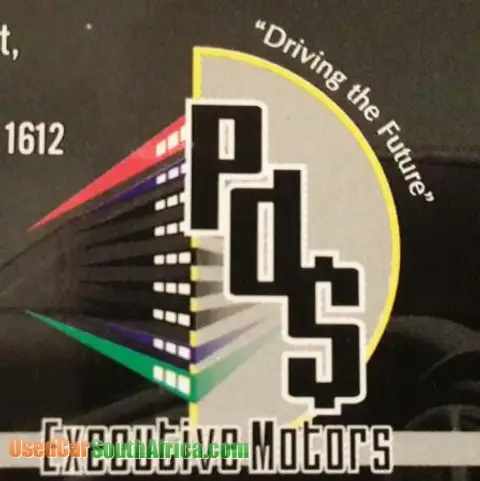 t,
1612
"Driving the Future"
PdS
Executive Motors
UsedCarSouthAfrica.com